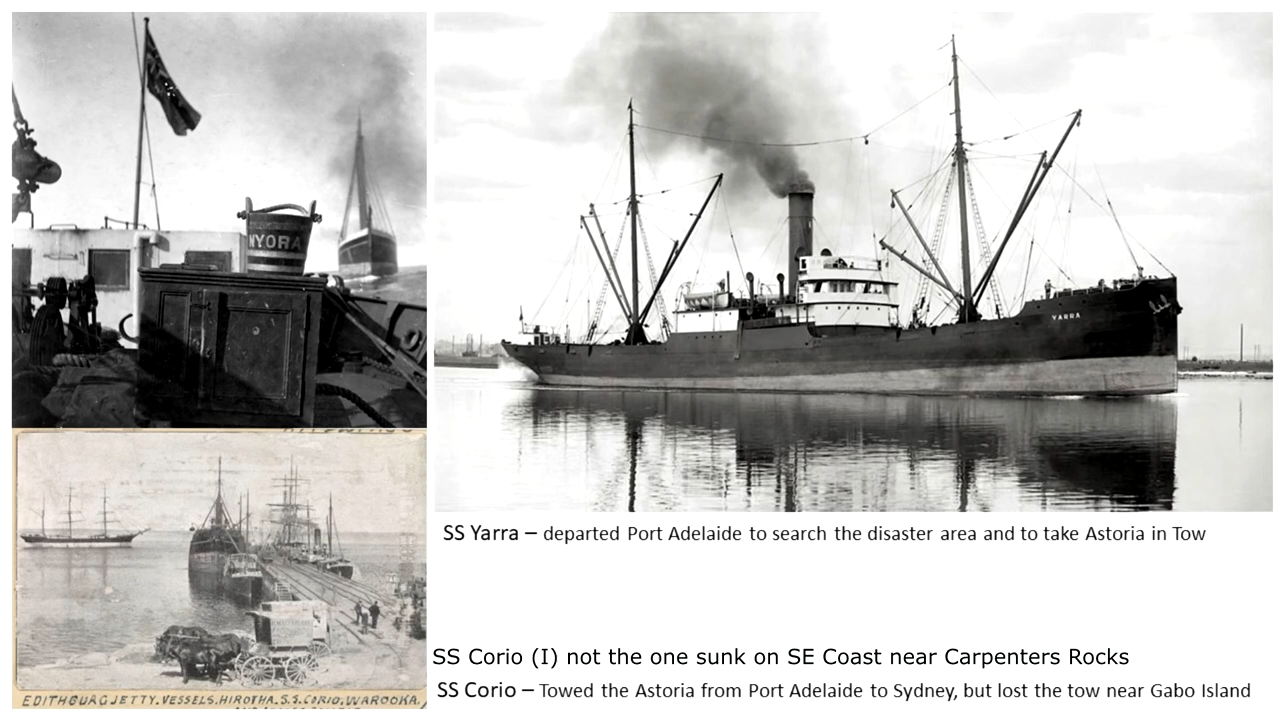 NYORA
YARRA
SS Yarra – departed Port Adelaide to search the disaster area and to take Astoria in Tow
SS Corio (I) not the one sunk on SE Coast near Carpenters Rocks
SS Corio – Towed the Astoria from Port Adelaide to Sydney, but lost the tow near Gabo Island
EDITHBURG JETTY. VESSELS. HIROTHA. S.S. CORIO. WAROOKA.